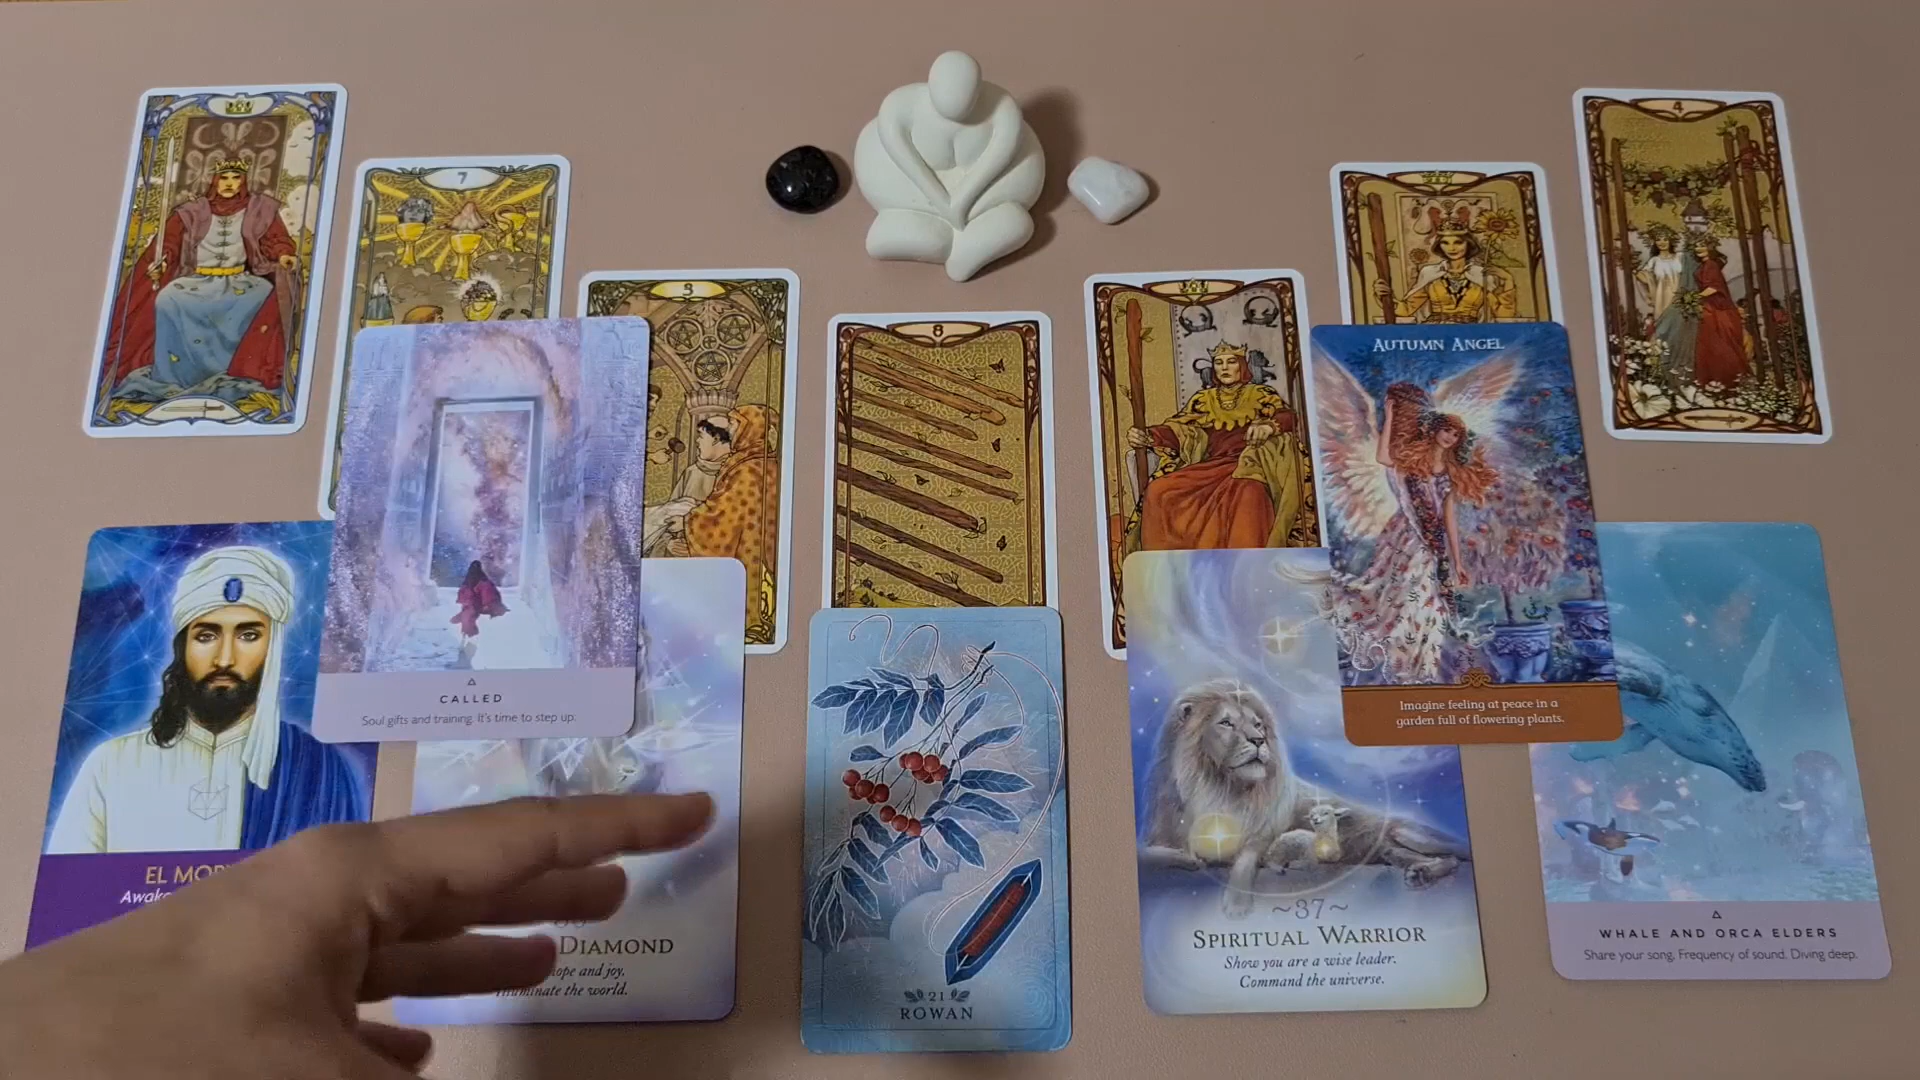 7
3
8
4
AUTUMN ANGEL
Imagine feeling at peace in a
garden full of flowering plants.
CALLED
Soul gifts and training. It's time to step up.
EL
DIAMOND
hope and joy.
Illuminate the world.
21
ROWAN
~37~
SPIRITUAL WARRIOR
Show you are a wise leader.
Command the universe.
WHALE AND ORCA ELDERS
Share your song. Frequency of sound. Diving deep.